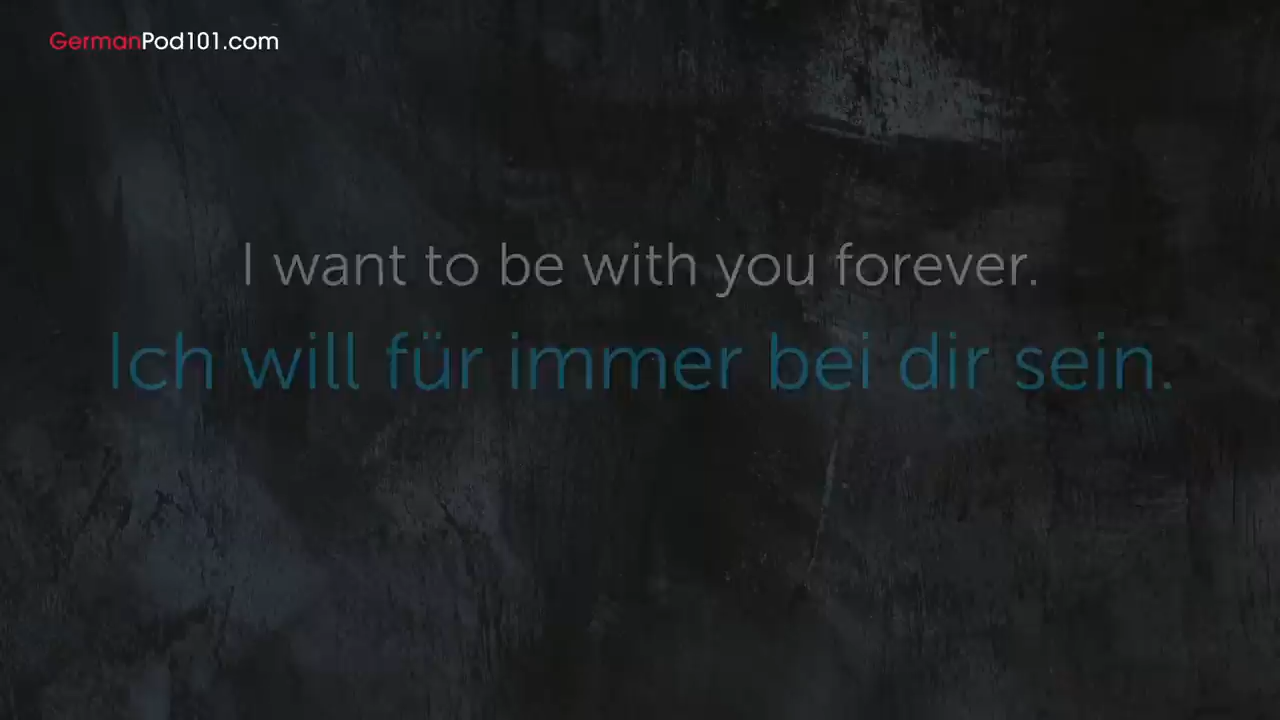 GermanPod101.com
I want to be with you forever.
Ich will für immer bei dir sein.